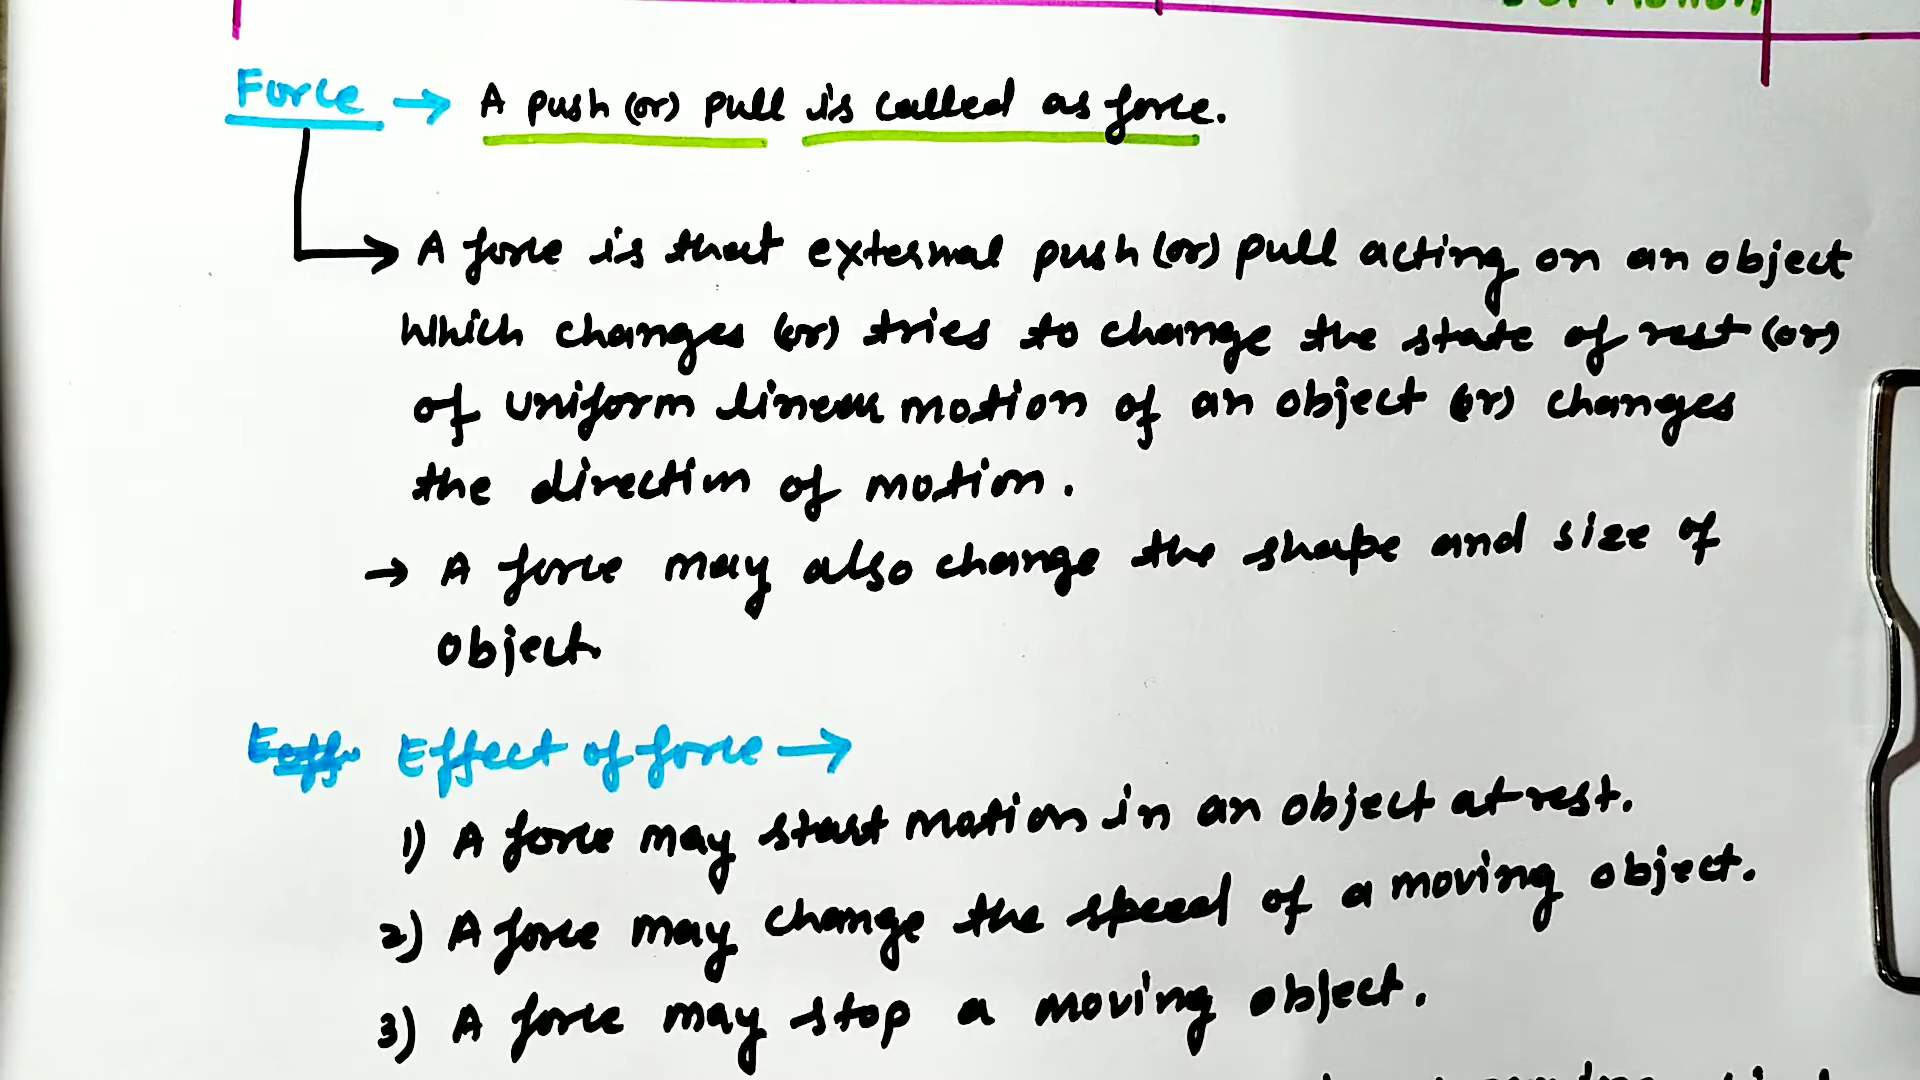 Force → A push (or) pull is called as force.
→ A force is that external push (or) pull acting on an object
which changes (or) tries to change the state of rest (or)
of uniform linear motion of an object (or) changes
the direction of motion.
→ A force may also change the shape and size of
object.
Effect of force →
1) A force may start motion in an object at rest.
2) A force may change the speed of a moving object.
3) A force may stop a moving object.